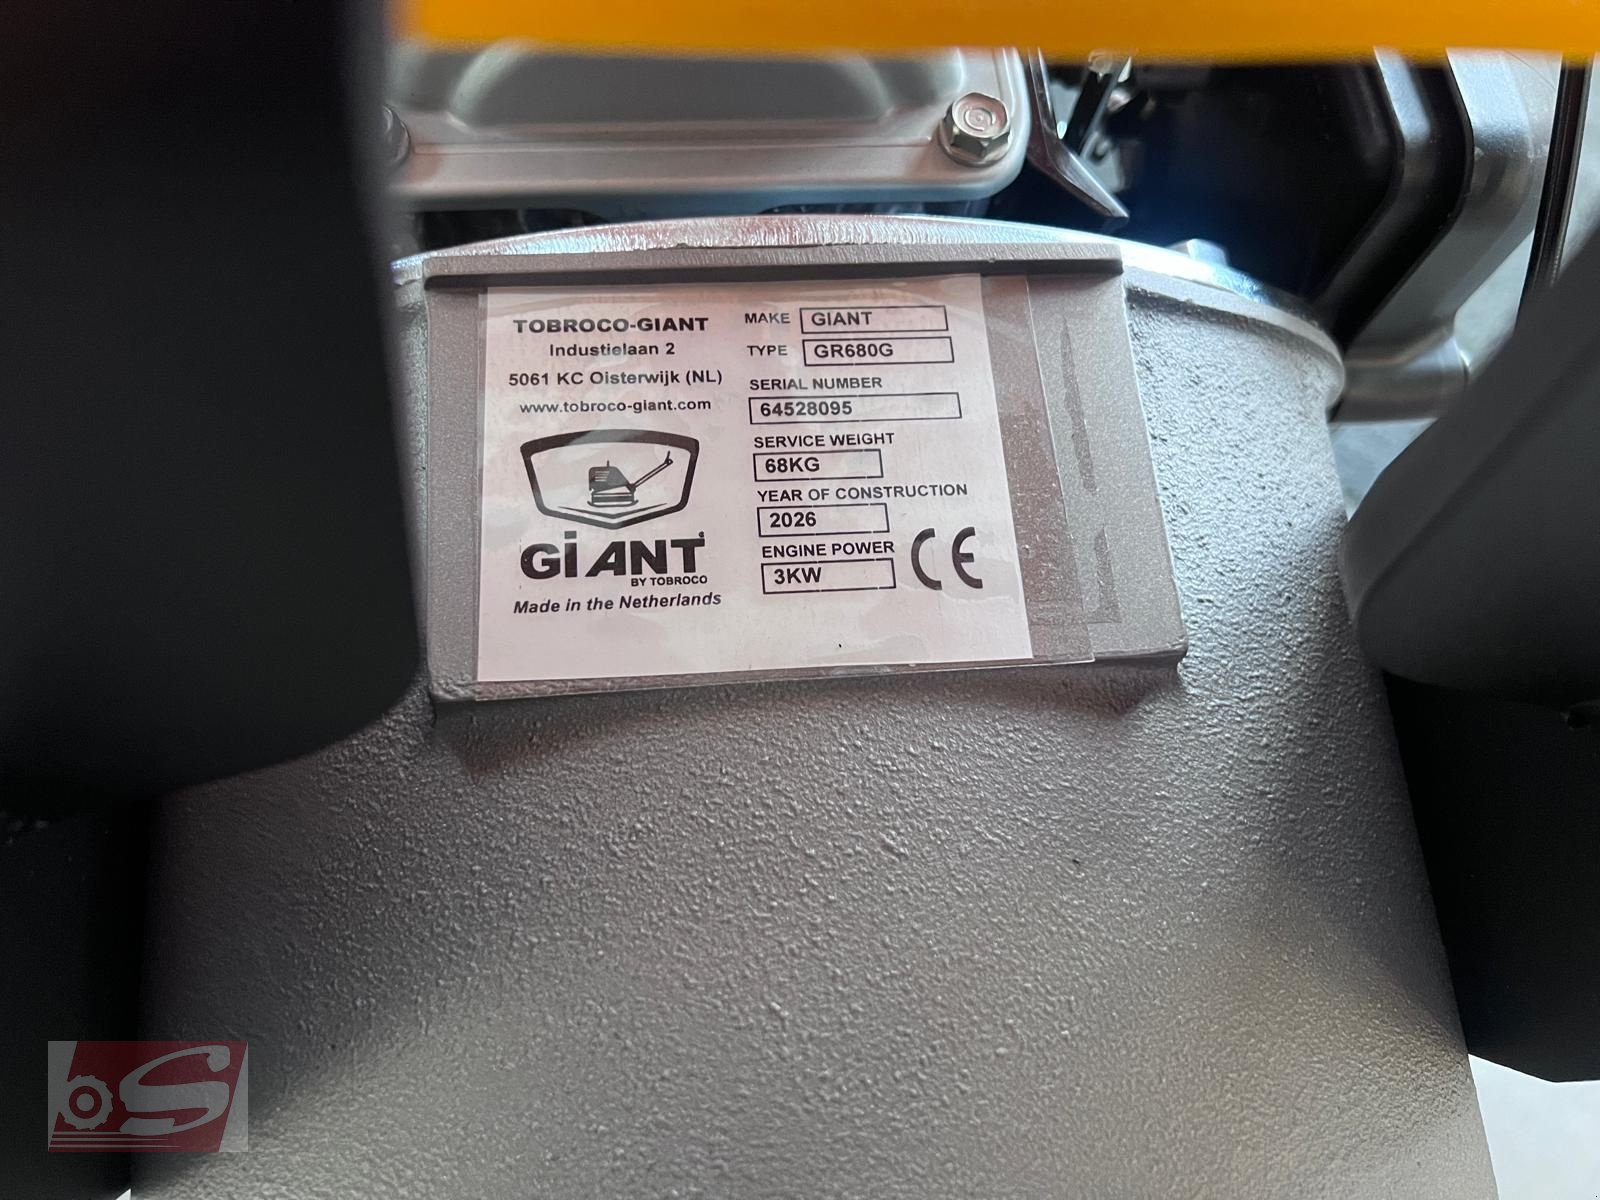 TOBROCO-GIANT
Industielaan 2
5061 KC Oisterwijk (NL)
www.tobroco-giant.com
GiANT
BY TOBROCO
Made in the Netherlands
MAKE GIANT
TYPE GR680G
SERIAL NUMBER
64528095
SERVICE WEIGHT
68KG
YEAR OF CONSTRUCTION
2026
ENGINE POWER
3KW
CE
bS